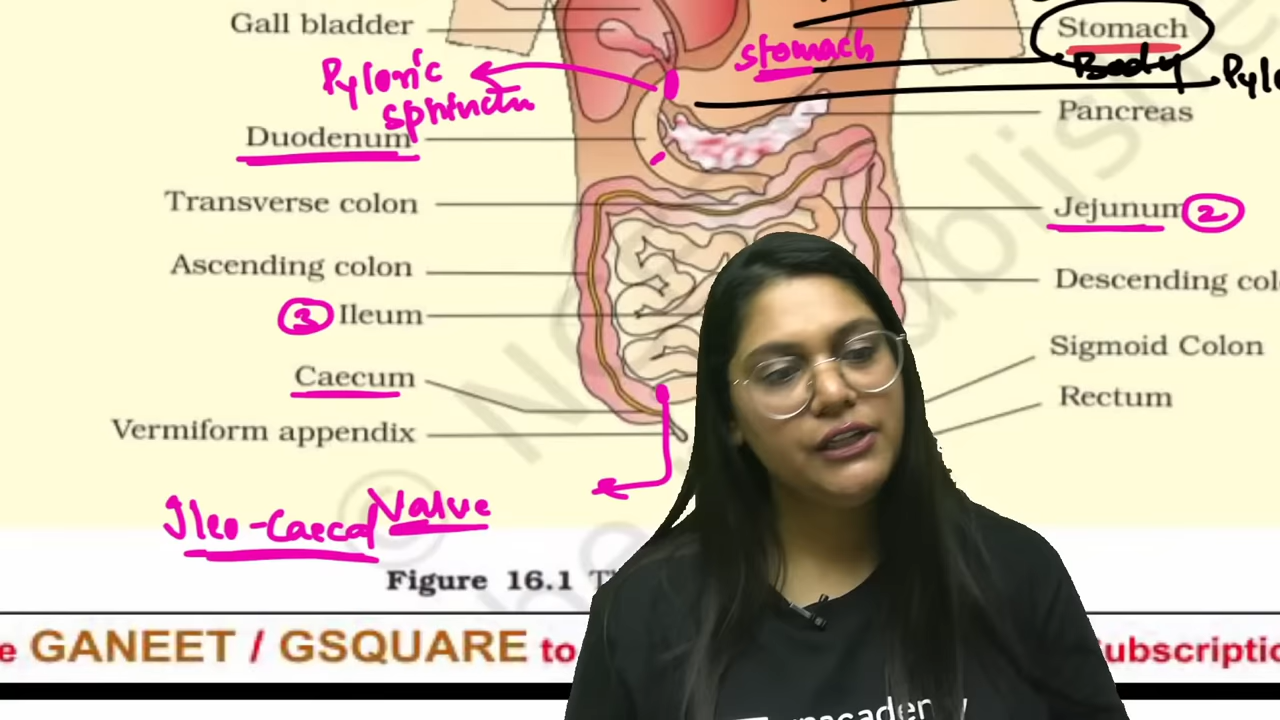 Gall bladder
Stomach
stomach
Body
Pyloric
sphincter
Pancreas
Duodenum
Transverse colon
Jejunum 2
Ascending colon
Descending col
3 Ileum
Sigmoid Colon
Caecum
Rectum
Vermiform appendix
Ileo-Caecal Valve
Figure 16.1
GANEET / GSQUARE to
ubscriptio